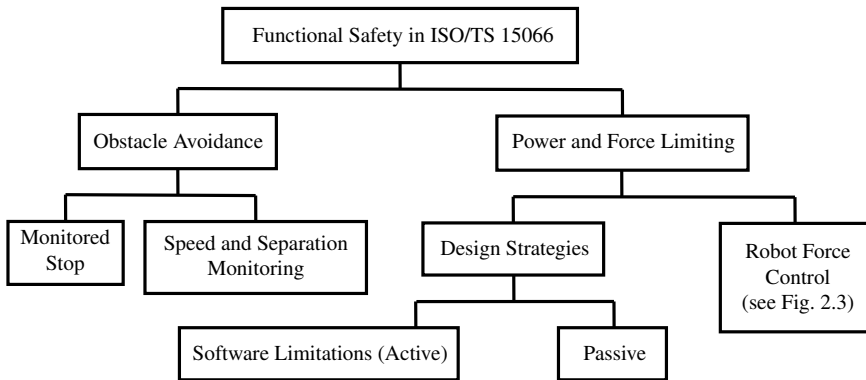 Functional Safety in ISO/TS 15066
Obstacle Avoidance
Power and Force Limiting
Monitored
Stop
Speed and Separation
Monitoring
Design Strategies
Robot Force
Control
(see Fig. 2.3)
Software Limitations (Active)
Passive